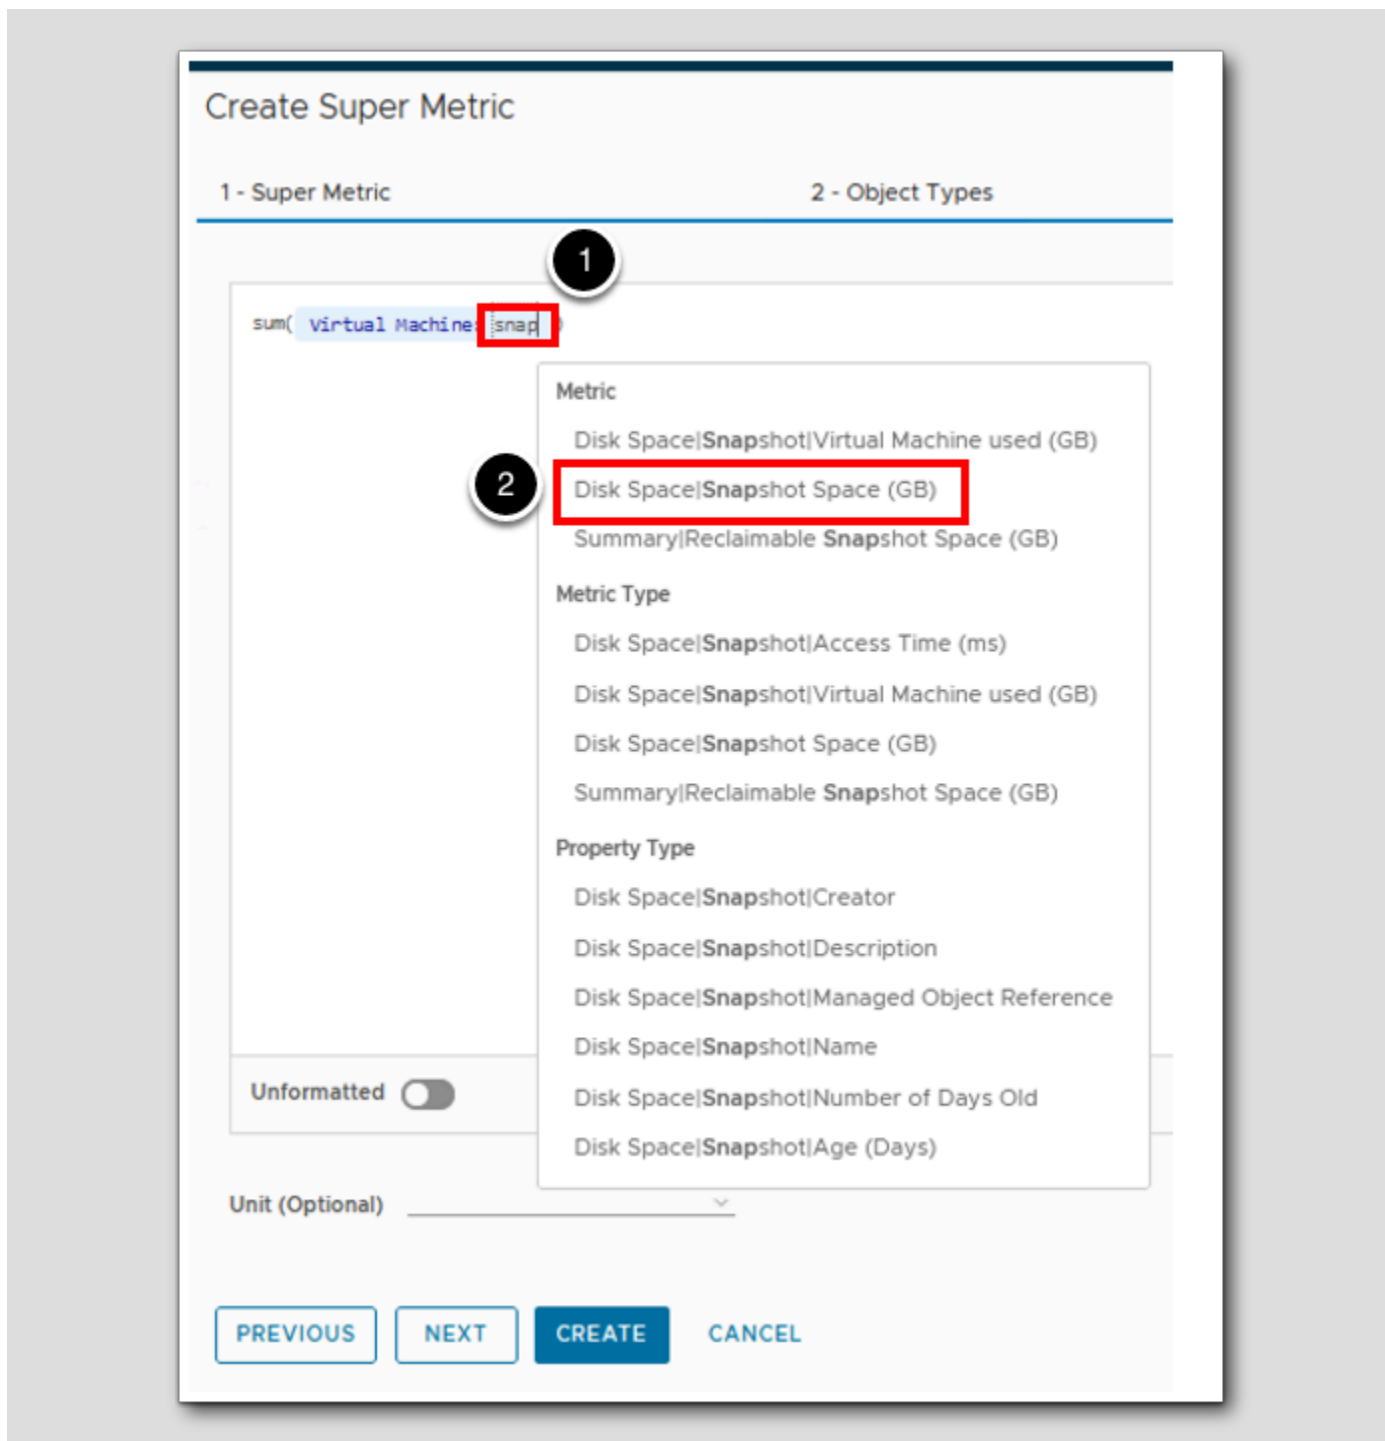 Create Super Metric
1 - Super Metric 2 - Object Types
1
sum( Virtual Machine: snap )
Metric
Disk Space|Snapshot|Virtual Machine used (GB)
2
Disk Space|Snapshot Space (GB)
Summary|Reclaimable Snapshot Space (GB)
Metric Type
Disk Space|Snapshot|Access Time (ms)
Disk Space|Snapshot|Virtual Machine used (GB)
Disk Space|Snapshot Space (GB)
Summary|Reclaimable Snapshot Space (GB)
Property Type
Disk Space|Snapshot|Creator
Disk Space|Snapshot|Description
Disk Space|Snapshot|Managed Object Reference
Disk Space|Snapshot|Name
Unformatted
Disk Space|Snapshot|Number of Days Old
Disk Space|Snapshot|Age (Days)
Unit (Optional)
PREVIOUS NEXT CREATE CANCEL